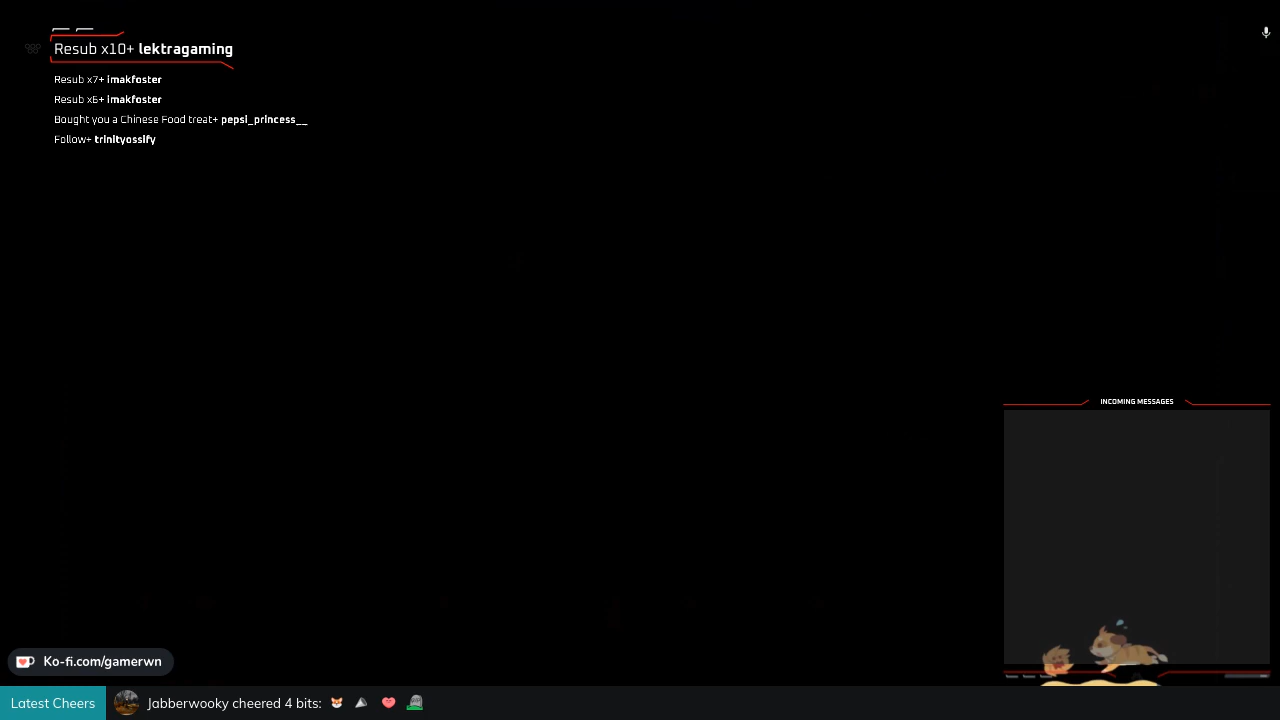 Resub x10+ lektragaming
Resub x7+ imakfoster
Resub x6+ imakfoster
Bought you a Chinese Food treat+ pepsi_princess__
Follow+ trinityossify
INCOMING MESSAGES
Ko-fi.com/gamerwn
Latest Cheers Jabberwooky cheered 4 bits: